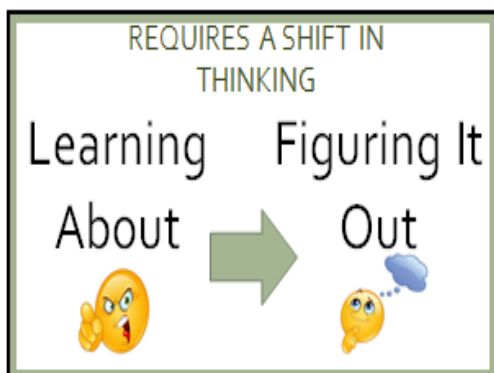 REQUIRES A SHIFT IN
THINKING
Learning
About
Figuring It
Out